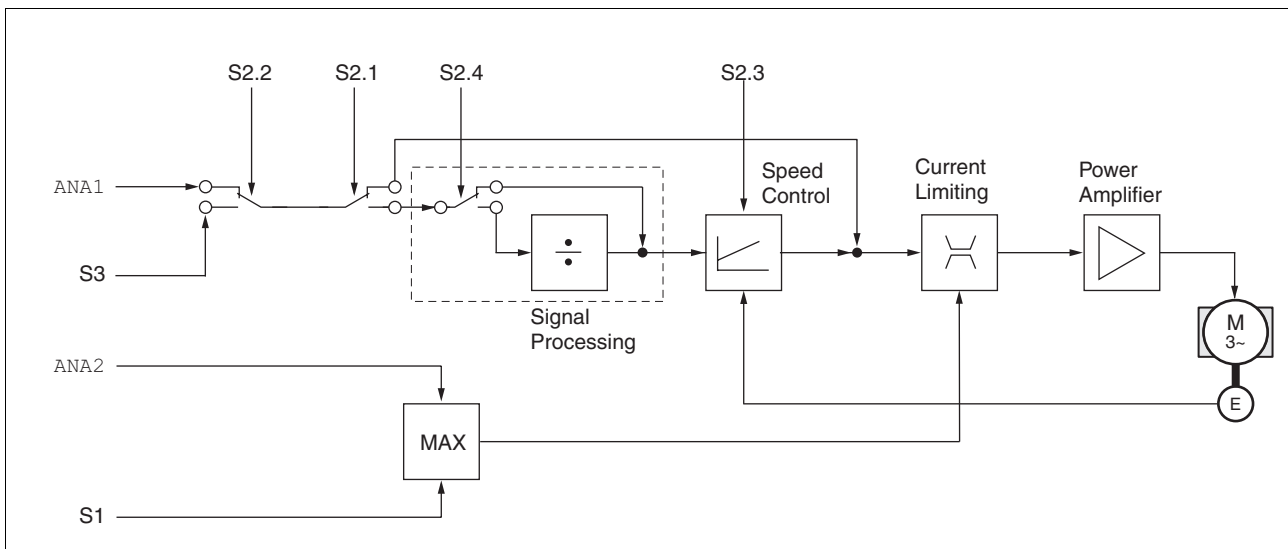 S2.2
S2.1
S2.4
S2.3
ANA1
S3
Speed
Control
Current
Limiting
Power
Amplifier
Signal
Processing
M
3~
E
ANA2
MAX
S1